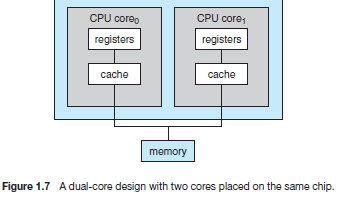 CPU core0 CPU core1
registers registers
cache cache
memory
Figure 1.7 A dual-core design with two cores placed on the same chip.